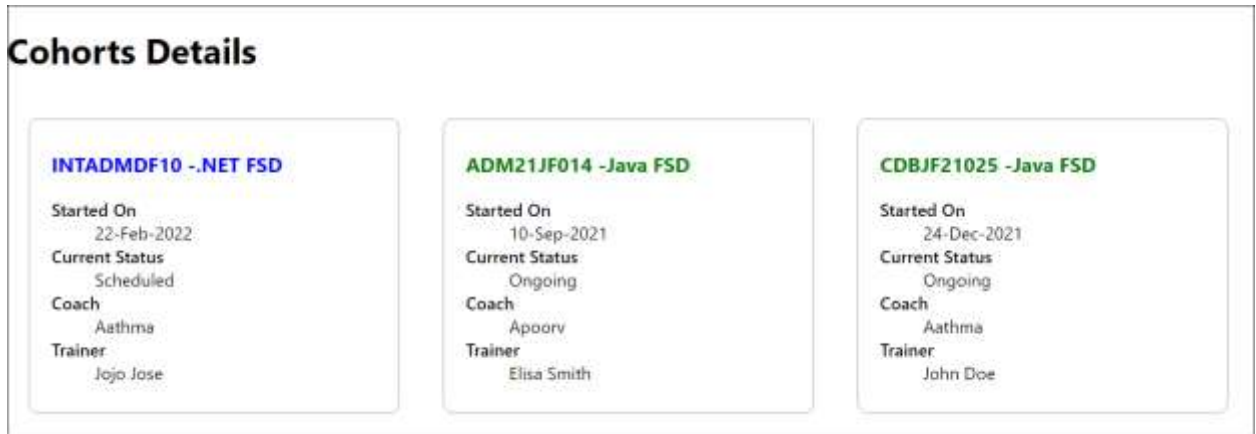 Cohorts Details
INTADMDF10 -.NET FSD
Started On
22-Feb-2022
Current Status
Scheduled
Coach
Aathma
Trainer
Jojo Jose
ADM21JF014 -Java FSD
Started On
10-Sep-2021
Current Status
Ongoing
Coach
Apoorv
Trainer
Elisa Smith
CDBJF21025 -Java FSD
Started On
24-Dec-2021
Current Status
Ongoing
Coach
Aathma
Trainer
John Doe